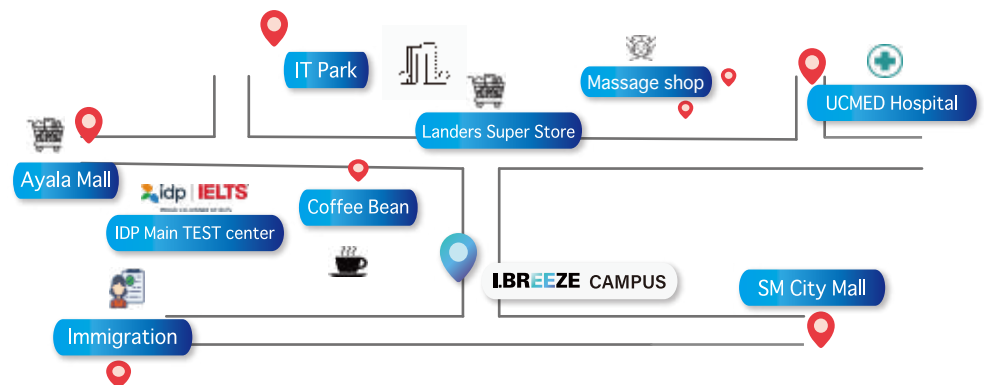 IT Park
Massage shop
UCMED Hospital
Landers Super Store
Ayala Mall
idp IELTS
IDP Main TEST center
Coffee Bean
I.BREEZE CAMPUS
SM City Mall
Immigration